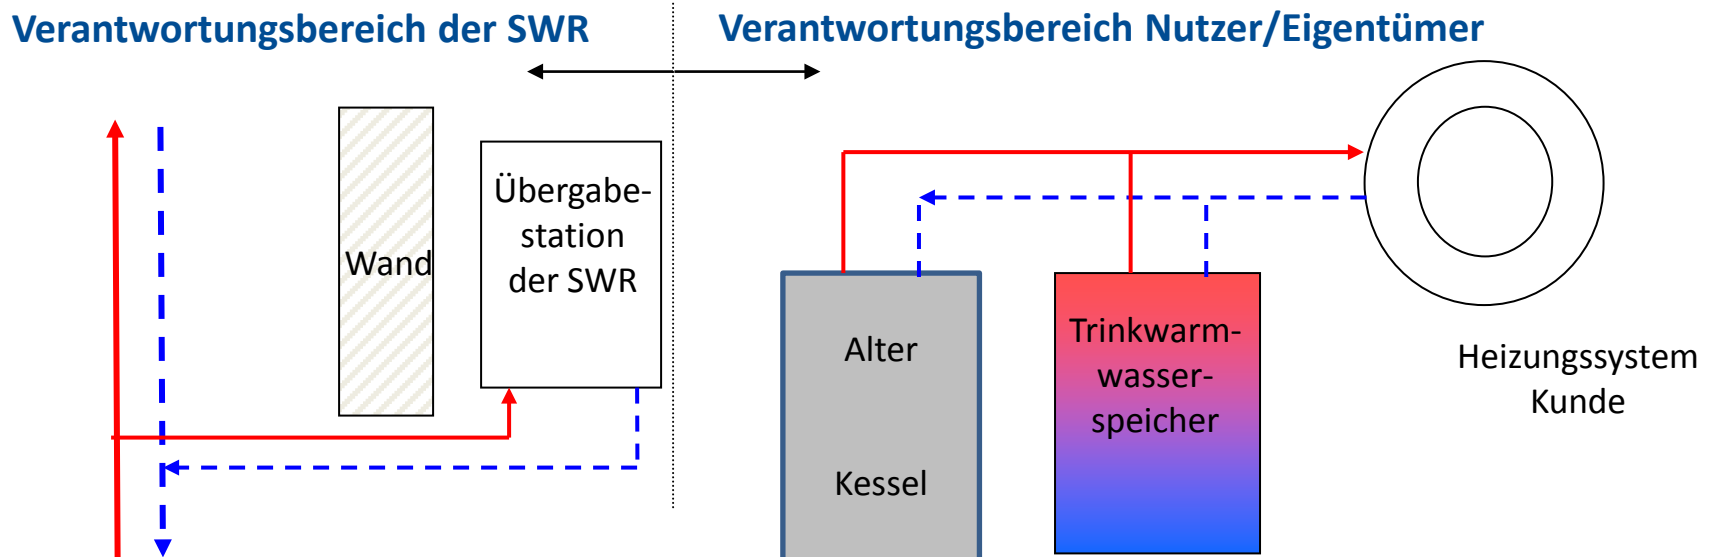 Verantwortungsbereich der SWR
Verantwortungsbereich Nutzer/Eigentümer
Wand
Übergabe-
station
der SWR
Alter
Kessel
Trinkwarm-
wasser-
speicher
Heizungssystem
Kunde